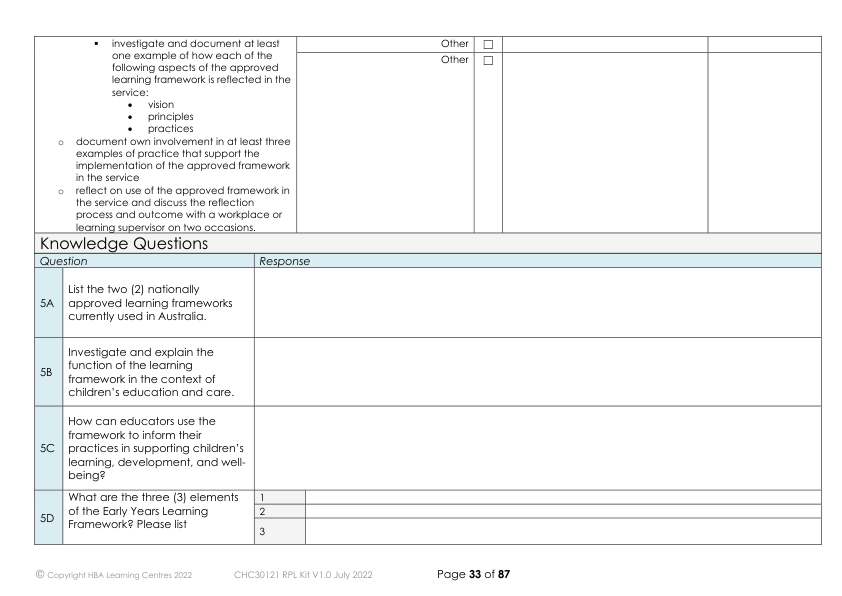 ▪ investigate and document at least
one example of how each of the
following aspects of the approved
learning framework is reflected in the
service:
• vision
• principles
• practices
o document own involvement in at least three
examples of practice that support the
implementation of the approved framework
in the service
o reflect on use of the approved framework in
the service and discuss the reflection
process and outcome with a workplace or
learning supervisor on two occasions.
Other ☐
Other ☐
Knowledge Questions
Question Response
5A
List the two (2) nationally
approved learning frameworks
currently used in Australia.
5B
Investigate and explain the
function of the learning
framework in the context of
children’s education and care.
5C
How can educators use the
framework to inform their
practices in supporting children’s
learning, development, and well-
being?
5D
What are the three (3) elements
of the Early Years Learning
Framework? Please list
1
2
3
© Copyright HBA Learning Centres 2022 CHC30121 RPL Kit V1.0 July 2022 Page 33 of 87